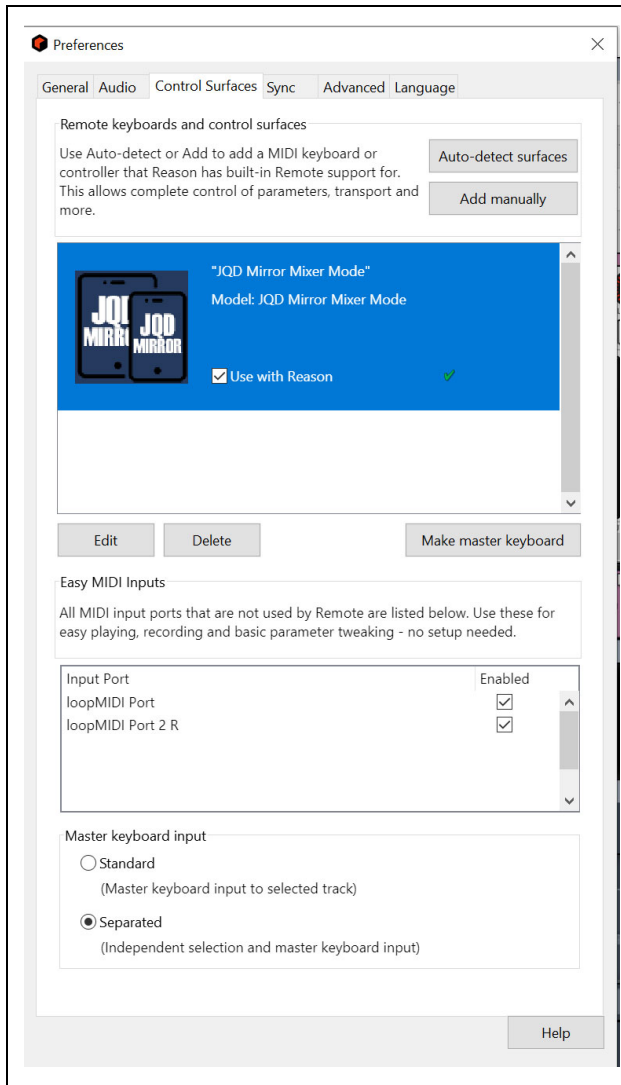 Preferences
General Audio Control Surfaces Sync Advanced Language
Remote keyboards and control surfaces
Use Auto-detect or Add to add a MIDI keyboard or
controller that Reason has built-in Remote support for.
This allows complete control of parameters, transport and
more.
Auto-detect surfaces
Add manually
JQD
MIRROR
"JQD Mirror Mixer Mode"
Model: JQD Mirror Mixer Mode
Use with Reason
Edit Delete Make master keyboard
Easy MIDI Inputs
All MIDI input ports that are not used by Remote are listed below. Use these for
easy playing, recording and basic parameter tweaking - no setup needed.
Input Port Enabled
loopMIDI Port
loopMIDI Port 2 R
Master keyboard input
Standard
(Master keyboard input to selected track)
Separated
(Independent selection and master keyboard input)
Help